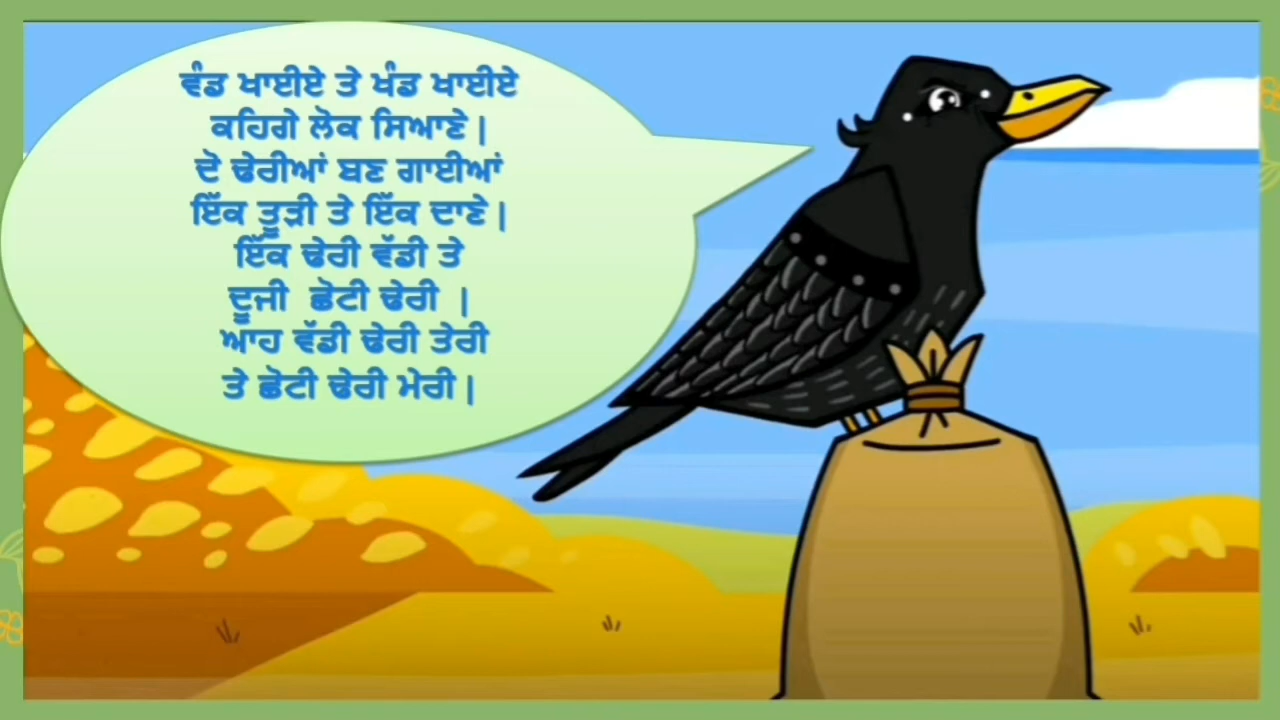 ਵੰਡ ਖਾਈਏ ਤੇ ਖੰਡ ਖਾਈਏ
ਕਹਿਗੇ ਲੋਕ ਸਿਆਣੇ |
ਦੋ ਢੇਰੀਆਂ ਬਣ ਗਾਈਆਂ
ਇੱਕ ਤੂੜੀ ਤੇ ਇੱਕ ਦਾਣੇ |
ਇੱਕ ਢੇਰੀ ਵੱਡੀ ਤੇ
ਦੂਜੀ ਛੋਟੀ ਢੇਰੀ |
ਆਹ ਵੱਡੀ ਢੇਰੀ ਤੇਰੀ
ਤੇ ਛੋਟੀ ਢੇਰੀ ਮੇਰੀ |